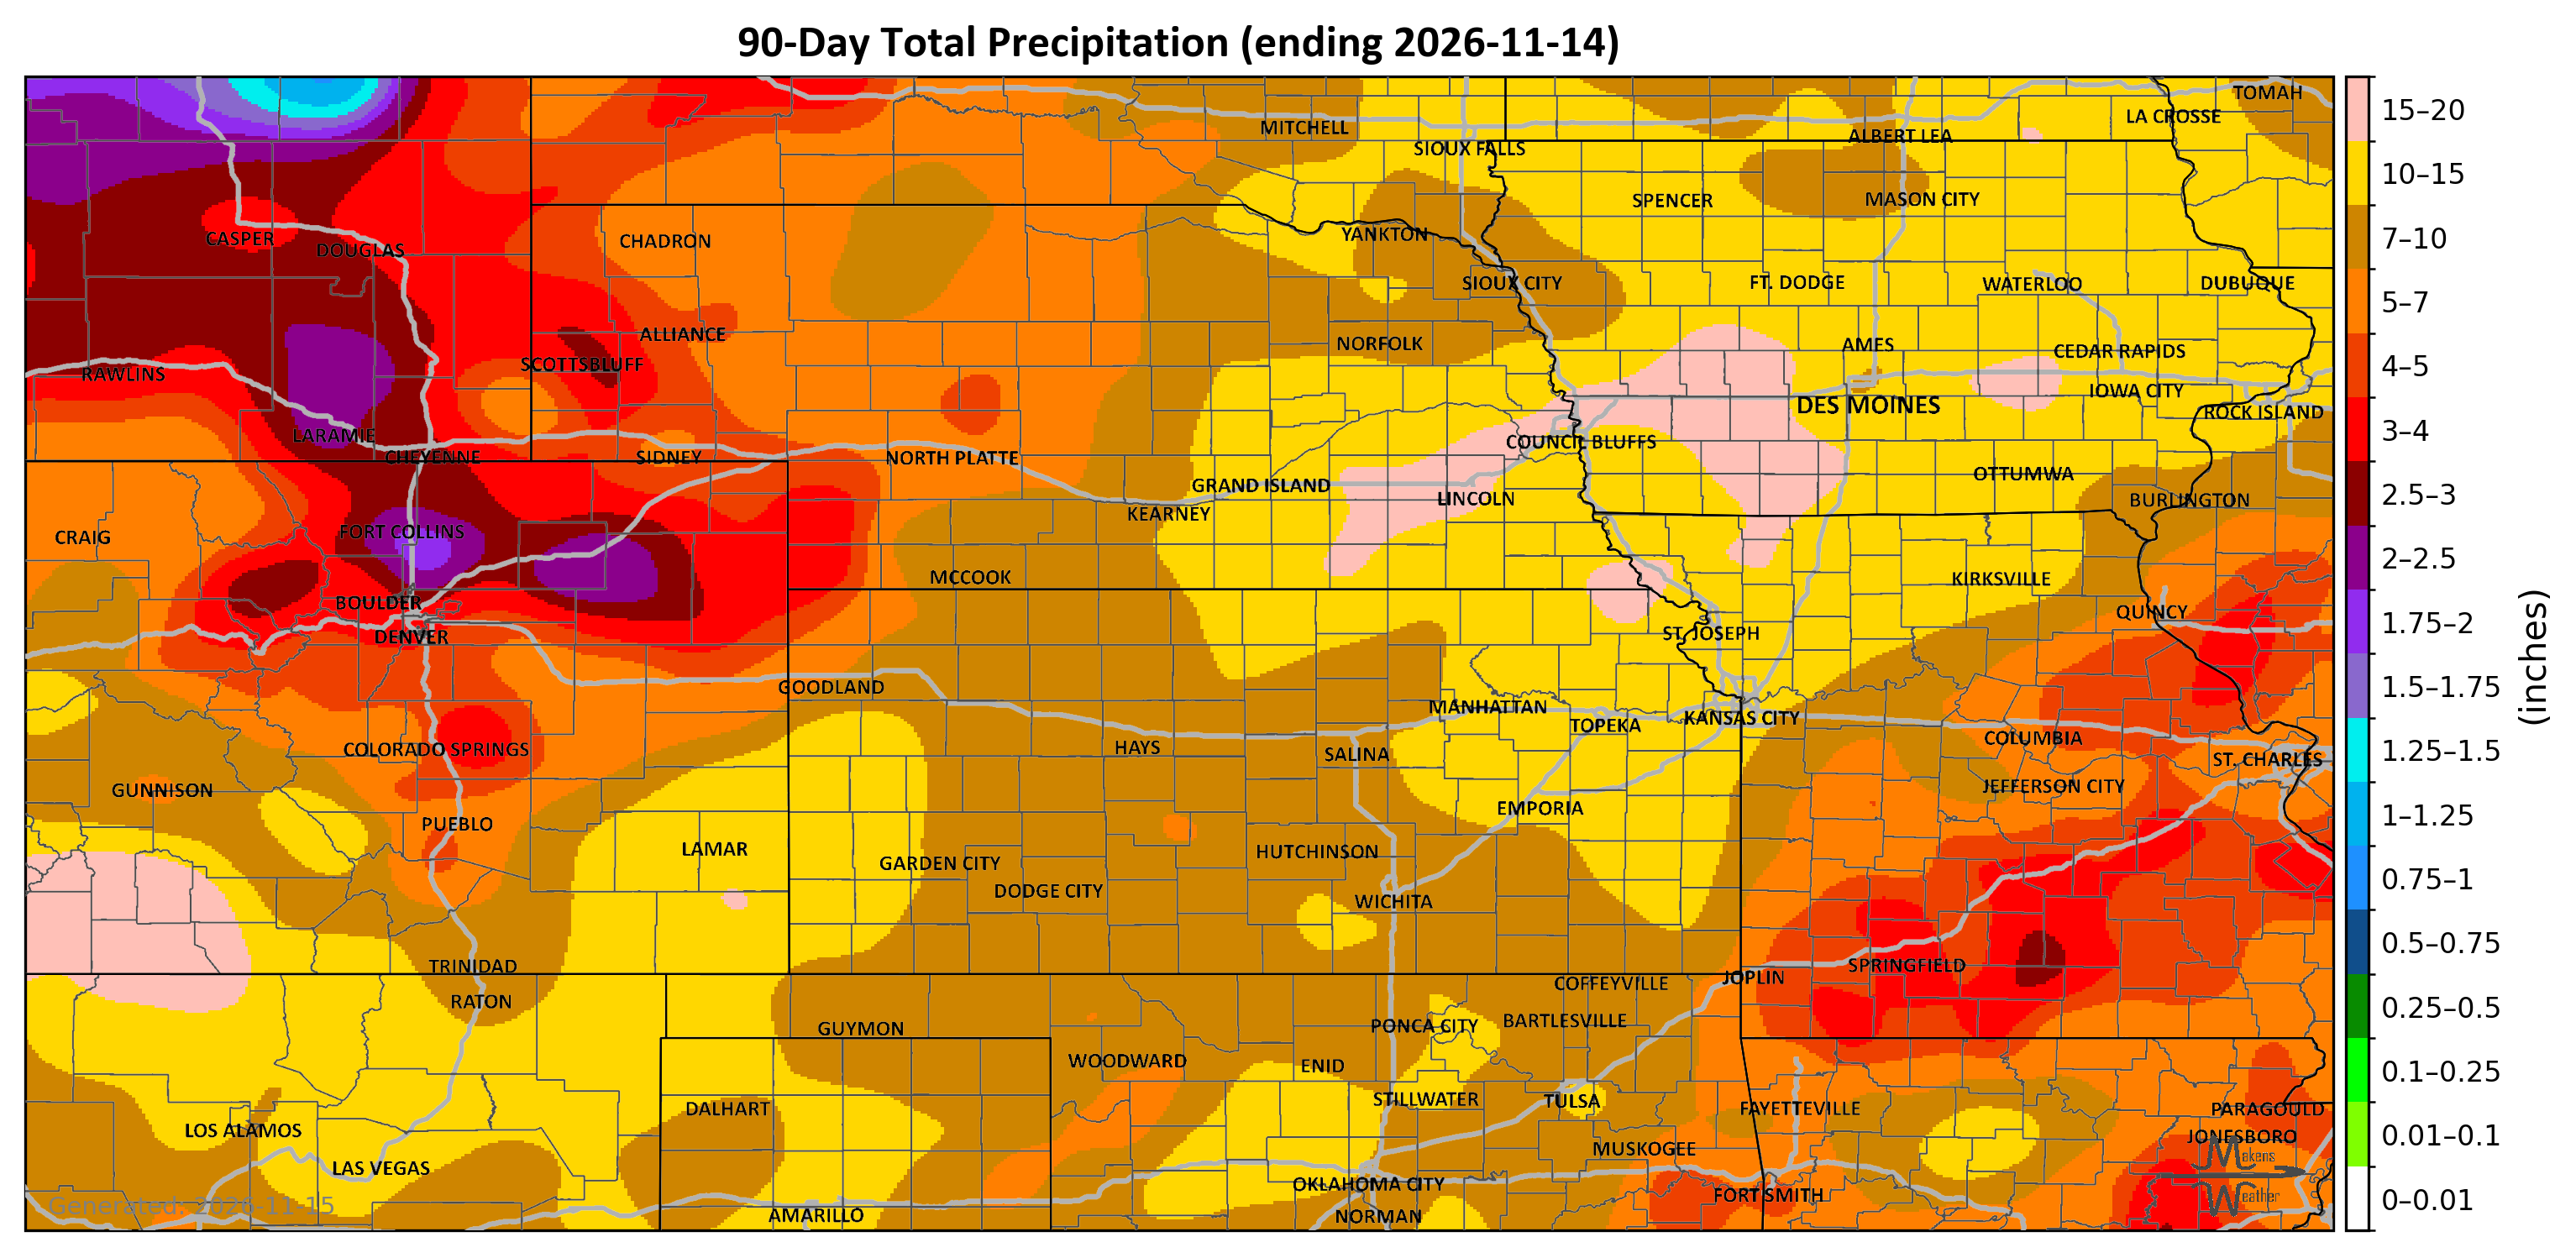 90-Day Total Precipitation (ending 2026-11-14)
TOMAH
LA CROSSE
MITCHELL
ALBERT LEA
SIOUX FALLS
SPENCER
MASON CITY
YANKTON
CASPER
CHADRON
DOUGLAS
SIOUX CITY
FT. DODGE
WATERLOO
DUBUQUE
ALLIANCE
NORFOLK
AMES
CEDAR RAPIDS
SCOTTSBLUFF
RAWLINS
IOWA CITY
DES MOINES
ROCK ISLAND
LARAMIE
COUNCIL BLUFFS
CHEYENNE
SIDNEY
NORTH PLATTE
OTTUMWA
GRAND ISLAND
LINCOLN
BURLINGTON
KEARNEY
FORT COLLINS
CRAIG
MCCOOK
KIRKSVILLE
BOULDER
QUINCY
DENVER
ST. JOSEPH
GOODLAND
MANHATTAN
TOPEKA
KANSAS CITY
COLUMBIA
COLORADO SPRINGS
HAYS
SALINA
ST. CHARLES
GUNNISON
JEFFERSON CITY
EMPORIA
PUEBLO
LAMAR
HUTCHINSON
GARDEN CITY
DODGE CITY
WICHITA
TRINIDAD
SPRINGFIELD
JOPLIN
COFFEYVILLE
RATON
GUYMON
PONCA CITY
BARTLESVILLE
WOODWARD
ENID
STILLWATER
TULSA
DALHART
FAYETTEVILLE
PARAGOULD
LOS ALAMOS
JONESBORO
MUSKOGEE
LAS VEGAS
OKLAHOMA CITY
FORT SMITH
AMARILLO
NORMAN
Makens
Weather
Generated: 2026-11-15
15–20
10–15
7–10
5–7
4–5
3–4
2.5–3
2–2.5
1.75–2
1.5–1.75
1.25–1.5
1–1.25
0.75–1
0.5–0.75
0.25–0.5
0.1–0.25
0.01–0.1
0–0.01
(inches)